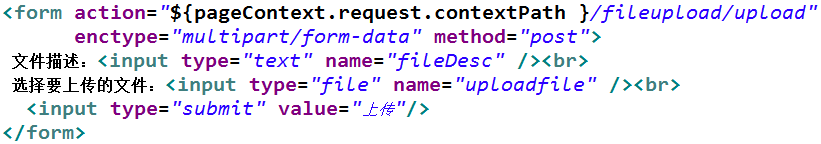 <form action="${pageContext.request.contextPath }/fileupload/upload"
enctype="multipart/form-data" method="post">
文件描述：<input type="text" name="fileDesc" /><br>
选择要上传的文件：<input type="file" name="uploadfile" /><br>
<input type="submit" value="上传"/>
</form>